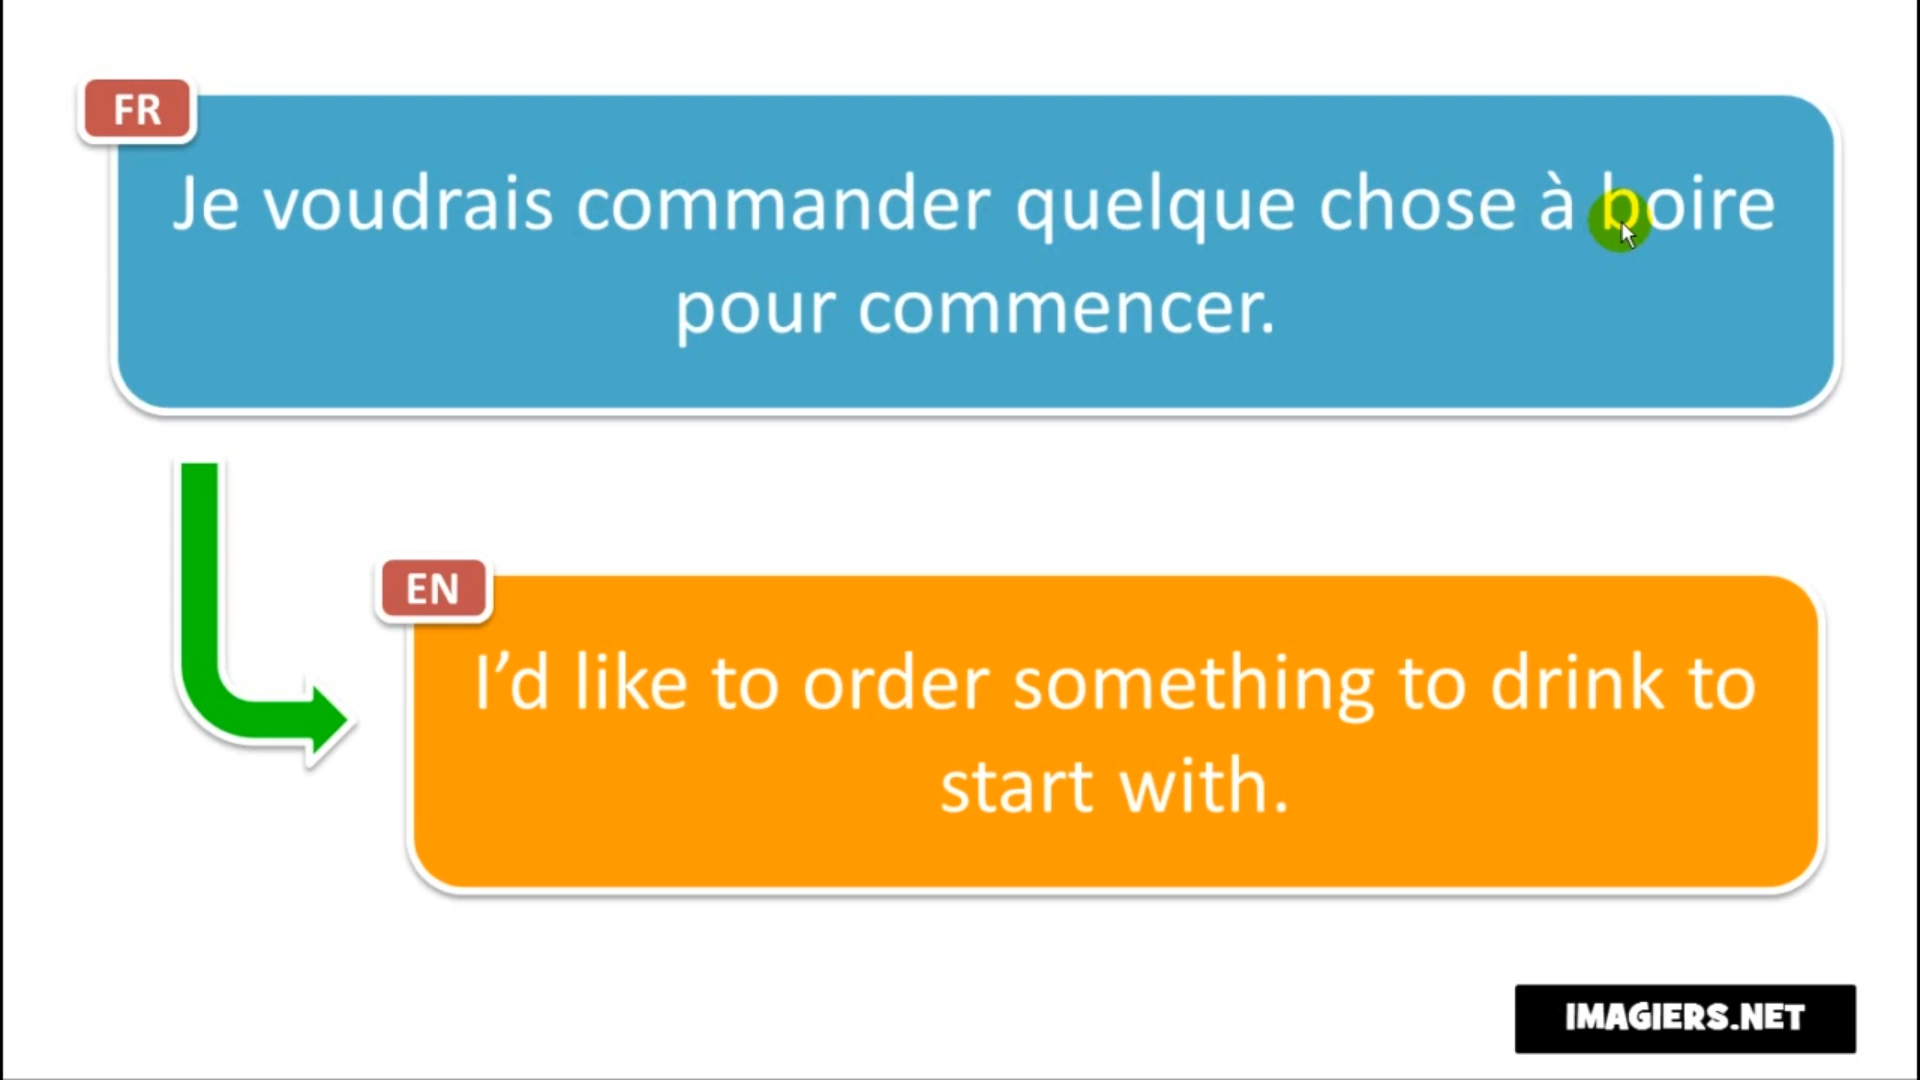 FR
Je voudrais commander quelque chose à boire
pour commencer.
EN
I’d like to order something to drink to
start with.
IMAGIERS.NET